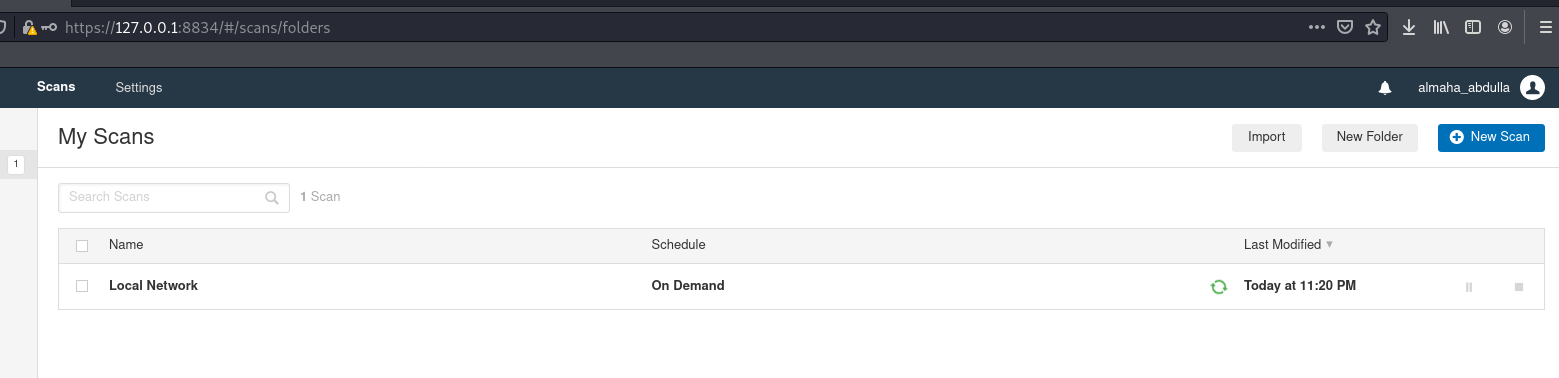 https://127.0.0.1:8834/#/scans/folders
Scans Settings almaha_abdulla
My Scans Import New Folder New Scan
1
Search Scans 1 Scan
Name Schedule Last Modified ▼
Local Network On Demand Today at 11:20 PM